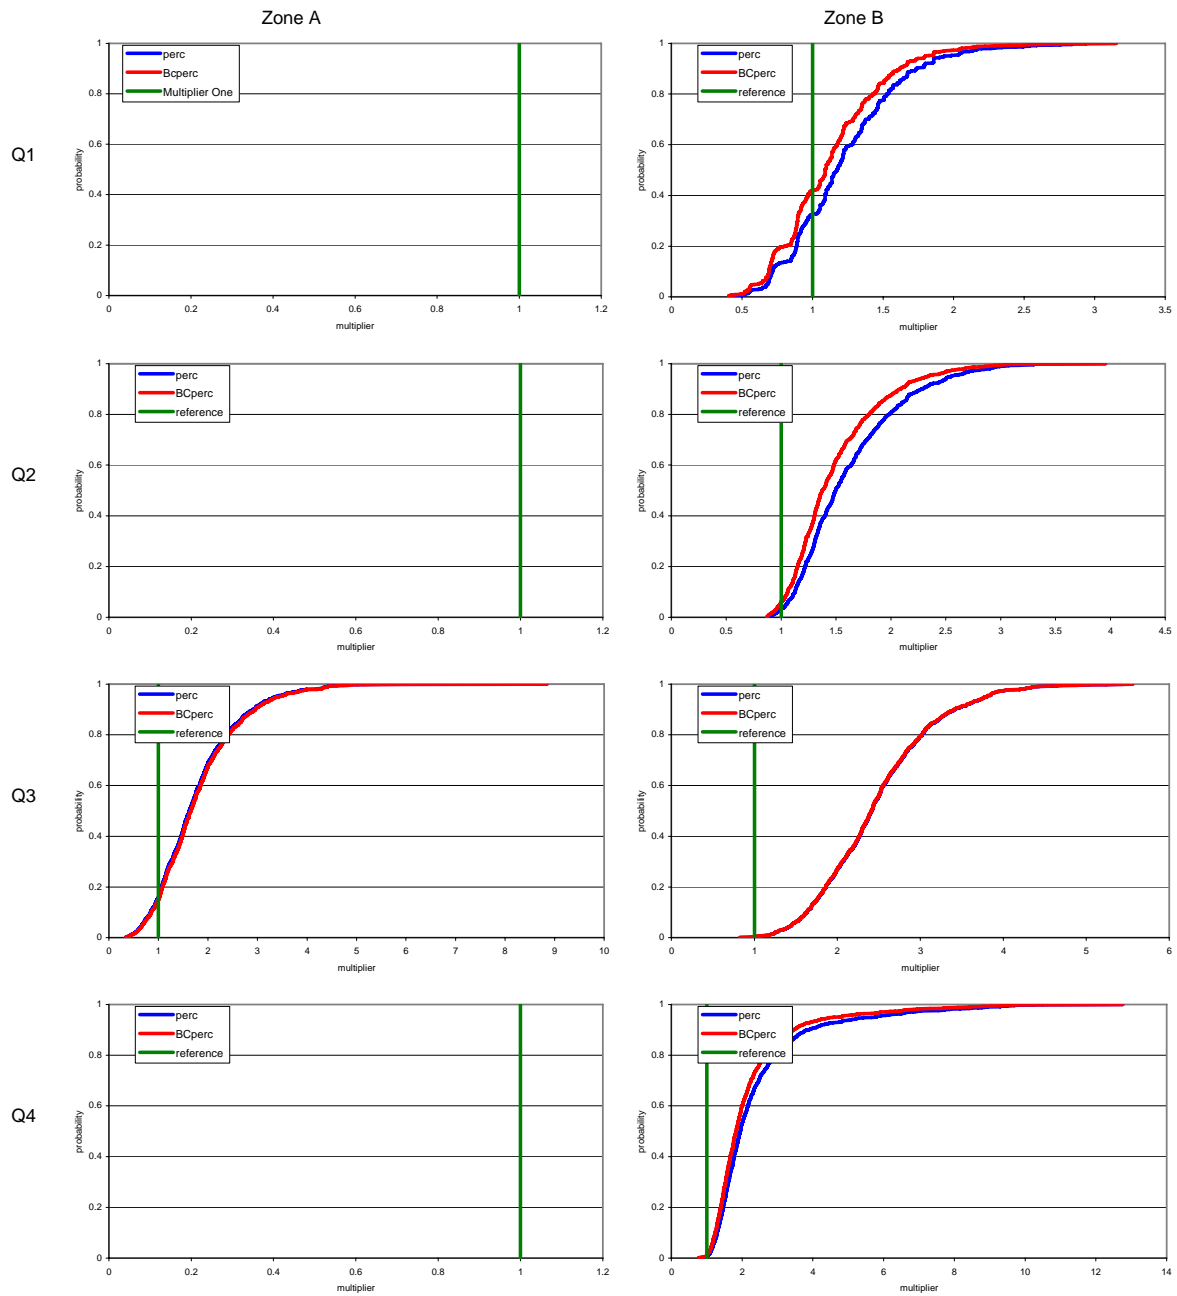 Zone A
Zone B
Q1
perc
Bcperc
Multiplier One
probability
1
0.8
0.6
0.4
0.2
0
0 0.2 0.4 0.6 0.8 1 1.2
multiplier
perc
BCperc
reference
probability
1
0.8
0.6
0.4
0.2
0
0 0.5 1 1.5 2 2.5 3 3.5
multiplier
Q2
perc
BCperc
reference
probability
1
0.8
0.6
0.4
0.2
0
0 0.2 0.4 0.6 0.8 1 1.2
multiplier
perc
BCperc
reference
probability
1
0.8
0.6
0.4
0.2
0
0 0.5 1 1.5 2 2.5 3 3.5 4 4.5
multiplier
Q3
perc
BCperc
reference
probability
1
0.8
0.6
0.4
0.2
0
0 1 2 3 4 5 6 7 8 9 10
multiplier
perc
BCperc
reference
probability
1
0.8
0.6
0.4
0.2
0
0 1 2 3 4 5 6
multiplier
Q4
perc
BCperc
reference
probability
1
0.8
0.6
0.4
0.2
0
0 0.2 0.4 0.6 0.8 1 1.2
multiplier
perc
BCperc
reference
probability
1
0.8
0.6
0.4
0.2
0
0 2 4 6 8 10 12 14
multiplier